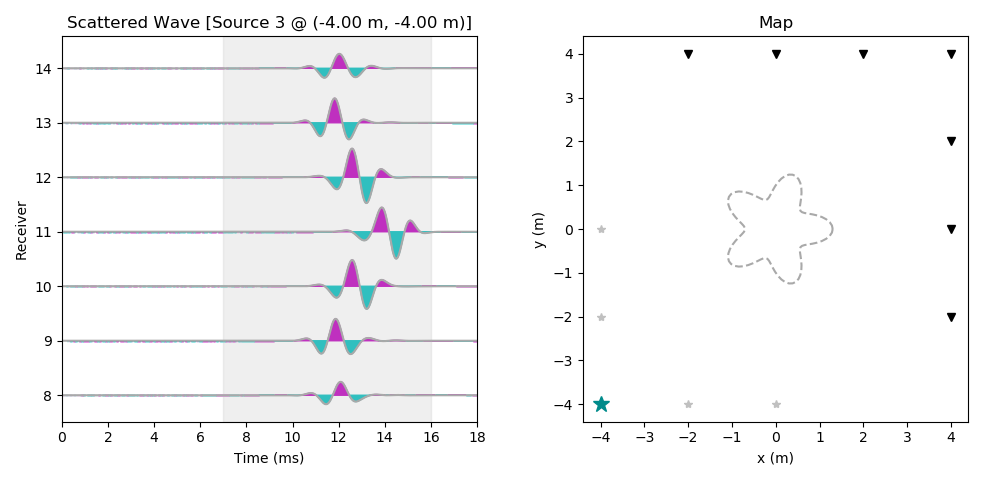 Scattered Wave [Source 3 @ (-4.00 m, -4.00 m)]
Receiver
14
13
12
11
10
9
8
0 2 4 6 8 10 12 14 16 18
Time (ms)
Map
y (m)
4
3
2
1
0
−1
−2
−3
−4
−4 −3 −2 −1 0 1 2 3 4
x (m)